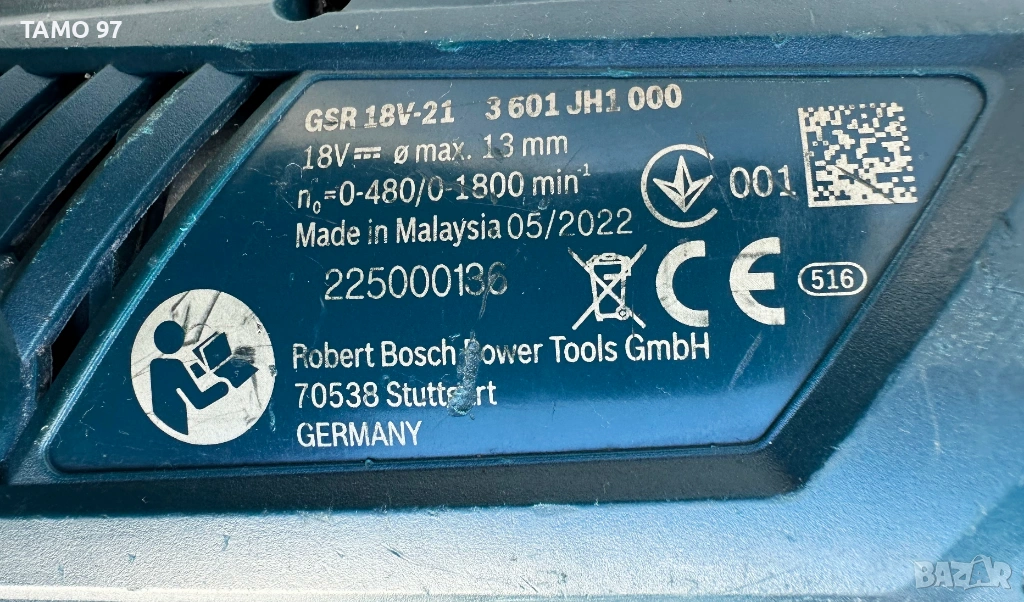 TAMO 97
GSR 18V-21 3 601 JH1 000
18V⎓ ø max. 13 mm
n₀=0-480/0-1800 min⁻¹
001
Made in Malaysia 05/2022
225000136
CE
516
Robert Bosch Power Tools GmbH
70538 Stuttgart
GERMANY
BAZAR